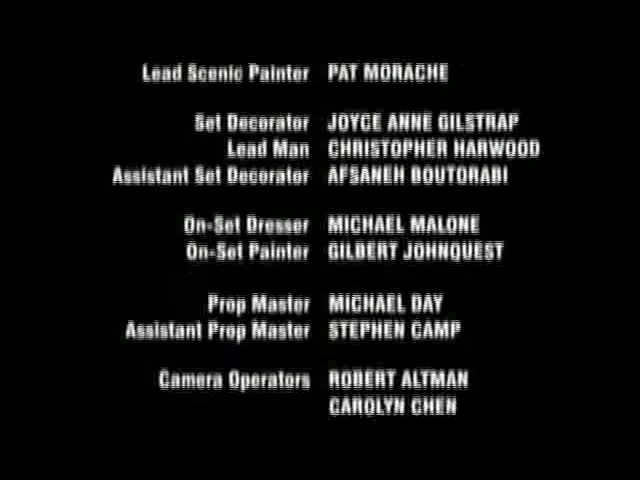 Lead Scenic Painter PAT MORACHE
Set Decorator JOYCE ANNE GILSTRAP
Lead Man CHRISTOPHER HARWOOD
Assistant Set Decorator AFSANEH BOUTORABI
On-Set Dresser MICHAEL MALONE
On-Set Painter GILBERT JOHNQUEST
Prop Master MICHAEL DAY
Assistant Prop Master STEPHEN CAMP
Camera Operators ROBERT ALTMAN
CAROLYN CHEN